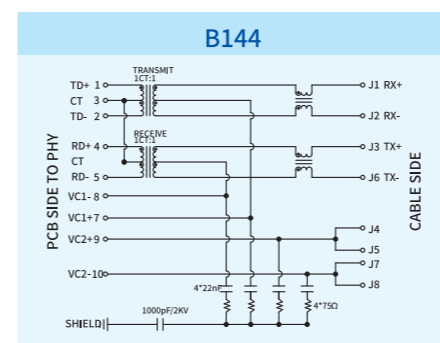 B144
TRANSMIT
1CT:1
TD+ 1
J1 RX+
CT 3
TD- 2
J2 RX-
RECEIVE
1CT:1
RD+ 4
J3 TX+
CT
RD- 5
J6 TX-
VC1- 8
VC1+7
J4
VC2+9
J5
J7
VC2-10
J8
4*22nF
1000pF/2KV
4*75Ω
SHIELD
PCB SIDE TO PHY
CABLE SIDE